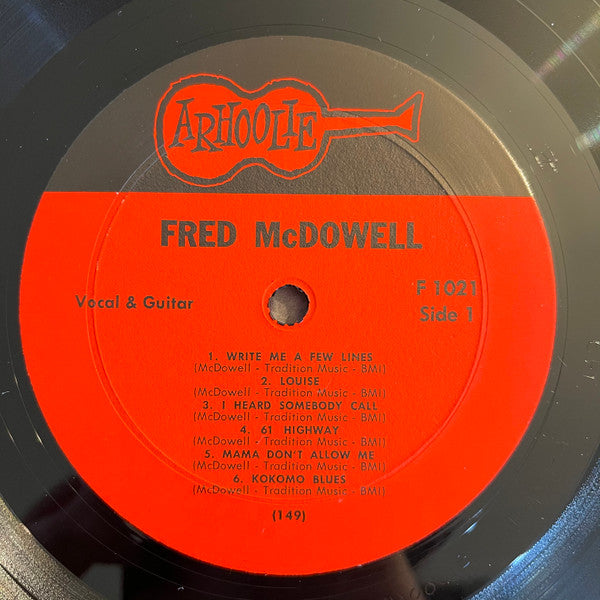 ARHOOLIE
FRED McDOWELL
Vocal & Guitar
F 1021
Side 1
1. WRITE ME A FEW LINES
(McDowell - Tradition Music - BMI)
2. LOUISE
(McDowell - Tradition Music - BMI)
3. I HEARD SOMEBODY CALL
(McDowell - Tradition Music - BMI)
4. 61 HIGHWAY
(McDowell - Tradition Music - BMI)
5. MAMA DON'T ALLOW ME
(McDowell - Tradition Music - BMI)
6. KOKOMO BLUES
(McDowell - Tradition Music - BMI)
(149)